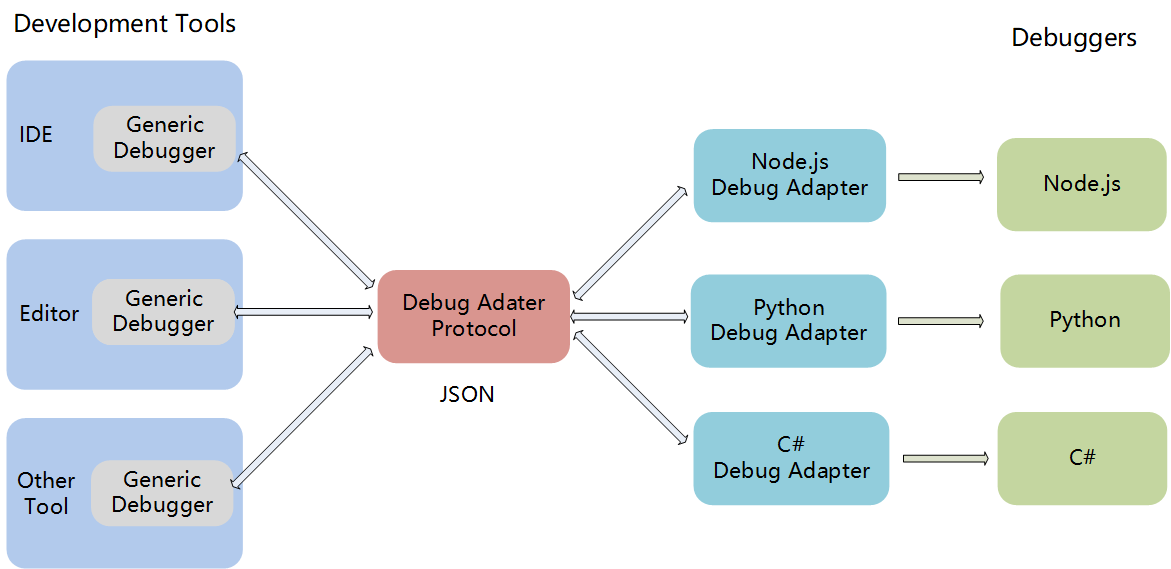 Development Tools
Debuggers
IDE
Generic
Debugger
Editor
Generic
Debugger
Other
Tool
Generic
Debugger
Debug Adater
Protocol
JSON
Node.js
Debug Adapter
Python
Debug Adapter
C#
Debug Adapter
Node.js
Python
C#